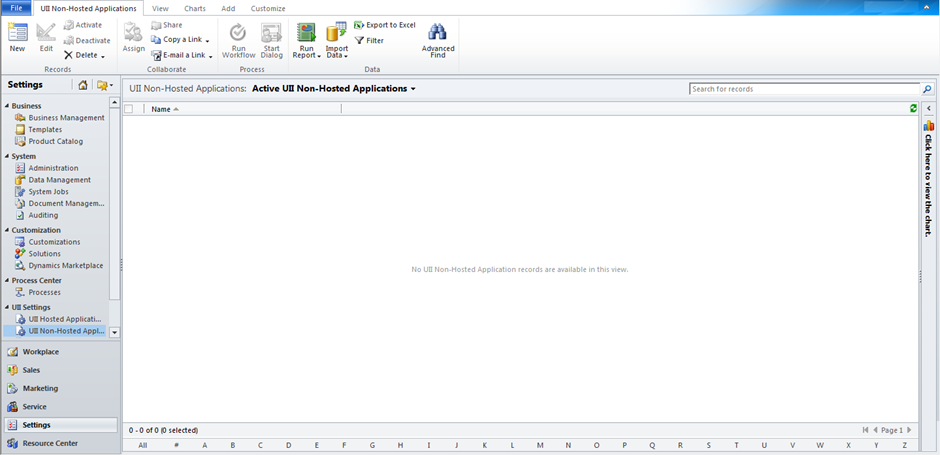 File UII Non-Hosted Applications View Charts Add Customize
New
Edit
Activate
Deactivate
Delete
Records
Assign
Share
Copy a Link
E-mail a Link
Collaborate
Run Workflow
Start Dialog
Process
Run Report
Import Data
Export to Excel
Filter
Advanced Find
Data
Settings
Business
Business Management
Templates
Product Catalog
System
Administration
Data Management
System Jobs
Document Managem...
Auditing
Customization
Customizations
Solutions
Dynamics Marketplace
Process Center
Processes
UII Settings
UII Hosted Applicati...
UII Non-Hosted Appl...
Workplace
Sales
Marketing
Service
Settings
Resource Center
UII Non-Hosted Applications: Active UII Non-Hosted Applications
Search for records
Name
No UII Non-Hosted Application records are available in this view.
Click here to view the chart.
0 - 0 of 0 (0 selected)
Page 1
All # A B C D E F G H I J K L M N O P Q R S T U V W X Y Z